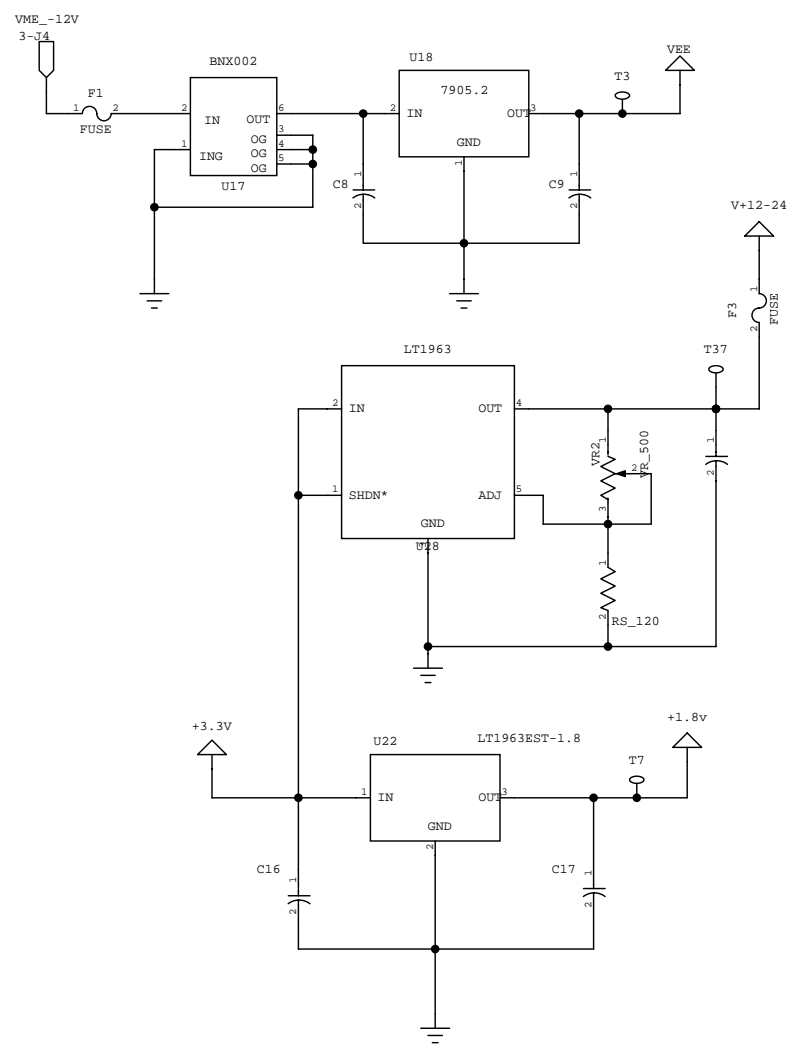 VME_-12V
3-J4
F1
1
2
FUSE
BNX002
2
IN
OUT
6
OG
3
OG
4
OG
5
1
ING
U17
U18
7905.2
2
IN
OUT
3
GND
1
T3
VEE
C8
1
2
C9
1
2
V+12-24
F3
1
2
FUSE
T37
LT1963
2
IN
OUT
4
1
SHDN*
ADJ
5
GND
U28
VR2
1
2
3
VR_500
1
2
1
2
RS_120
+3.3V
U22
LT1963EST-1.8
1
IN
OUT
3
GND
2
T7
+1.8v
C16
1
2
C17
1
2